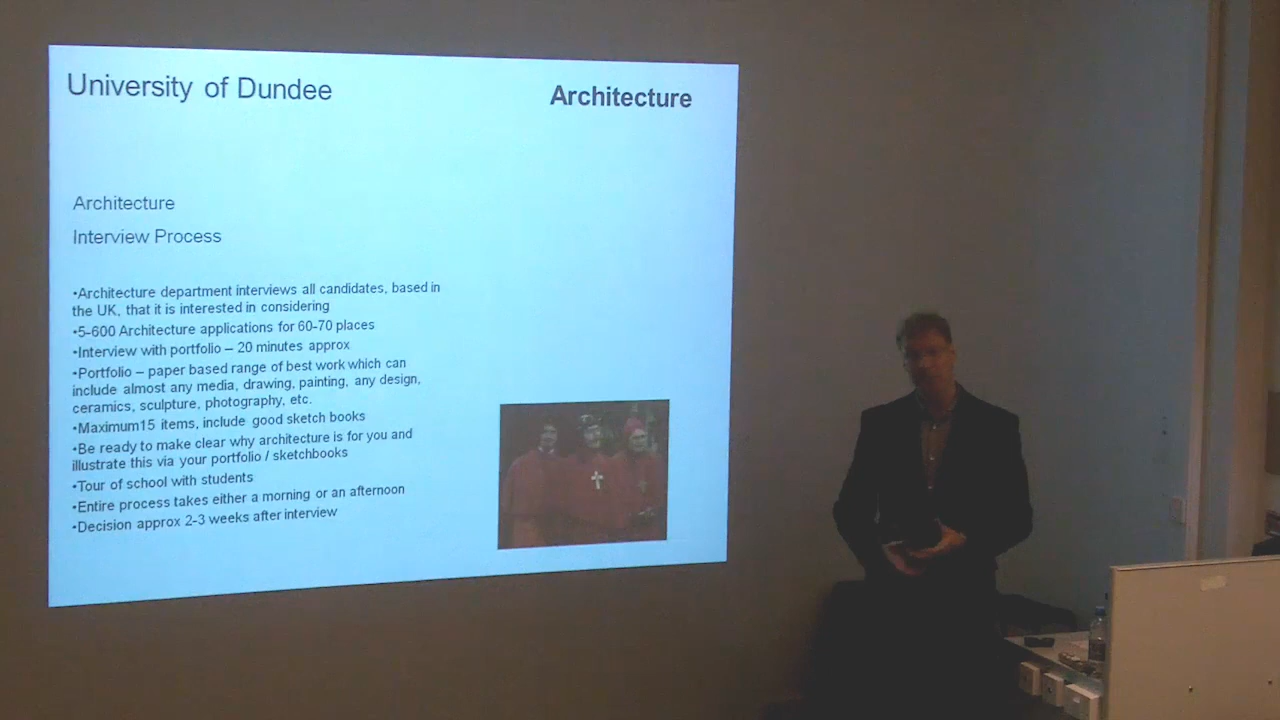 University of Dundee
Architecture
Architecture
Interview Process
•Architecture department interviews all candidates, based in
the UK, that it is interested in considering
•5-600 Architecture applications for 60-70 places
•Interview with portfolio – 20 minutes approx
•Portfolio – paper based range of best work which can
include almost any media, drawing, painting, any design,
ceramics, sculpture, photography, etc.
•Maximum15 items, include good sketch books
•Be ready to make clear why architecture is for you and
illustrate this via your portfolio / sketchbooks
•Tour of school with students
•Entire process takes either a morning or an afternoon
•Decision approx 2-3 weeks after interview